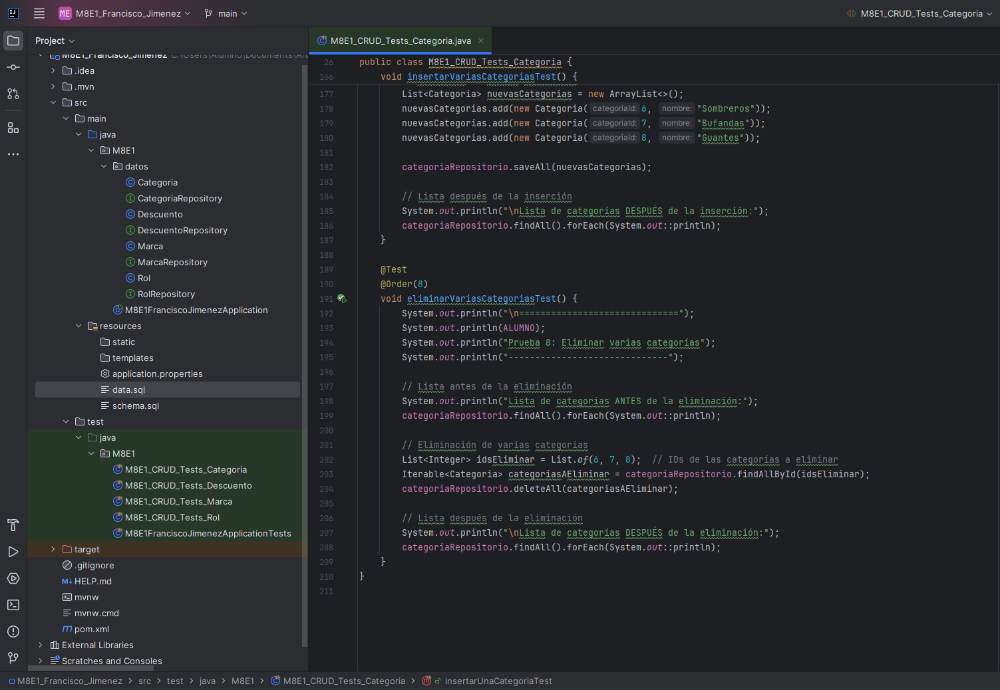 ME M8E1_Francisco_Jimenez main M8E1_CRUD_Tests_Categoria
Project
M8E1_Francisco_Jimenez
.idea
.mvn
src
main
java
M8E1
datos
Categoria
CategoriaRepository
Descuento
DescuentoRepository
Marca
MarcaRepository
Rol
RolRepository
M8E1FranciscoJimenezApplication
resources
static
templates
application.properties
data.sql
schema.sql
test
java
M8E1
M8E1_CRUD_Tests_Categoria
M8E1_CRUD_Tests_Descuento
M8E1_CRUD_Tests_Marca
M8E1_CRUD_Tests_Rol
M8E1FranciscoJimenezApplicationTests
target
.gitignore
HELP.md
mvnw
mvnw.cmd
pom.xml
External Libraries
Scratches and Consoles
M8E1_CRUD_Tests_Categoria.java
26 public class M8E1_CRUD_Tests_Categoria {
166 void insertarVariasCategoriasTest() {
177 List<Categoria> nuevasCategorias = new ArrayList<>();
178 nuevasCategorias.add(new Categoria( categoriaId: 6, nombre: "Sombreros"));
179 nuevasCategorias.add(new Categoria( categoriaId: 7, nombre: "Bufandas"));
180 nuevasCategorias.add(new Categoria( categoriaId: 8, nombre: "Guantes"));
181
182 categoriaRepositorio.saveAll(nuevasCategorias);
183
184 // Lista después de la inserción
185 System.out.println("\nLista de categorías DESPUÉS de la inserción:");
186 categoriaRepositorio.findAll().forEach(System.out::println);
187 }
188
189 @Test
190 @Order(8)
191 void eliminarVariasCategoriasTest() {
192 System.out.println("\n==============================");
193 System.out.println(ALUMNO);
194 System.out.println("Prueba 8: Eliminar varias categorías");
195 System.out.println("------------------------------");
196
197 // Lista antes de la eliminación
198 System.out.println("Lista de categorías ANTES de la eliminación:");
199 categoriaRepositorio.findAll().forEach(System.out::println);
200
201 // Eliminación de varias categorías
202 List<Integer> idsEliminar = List.of(6, 7, 8); // IDs de las categorías a eliminar
203 Iterable<Categoria> categoriasAEliminar = categoriaRepositorio.findAllById(idsEliminar);
204 categoriaRepositorio.deleteAll(categoriasAEliminar);
205
206 // Lista después de la eliminación
207 System.out.println("\nLista de categorías DESPUÉS de la eliminación:");
208 categoriaRepositorio.findAll().forEach(System.out::println);
209 }
210 }
211
M8E1_Francisco_Jimenez > src > test > java > M8E1 > M8E1_CRUD_Tests_Categoria > insertarUnaCategoriaTest